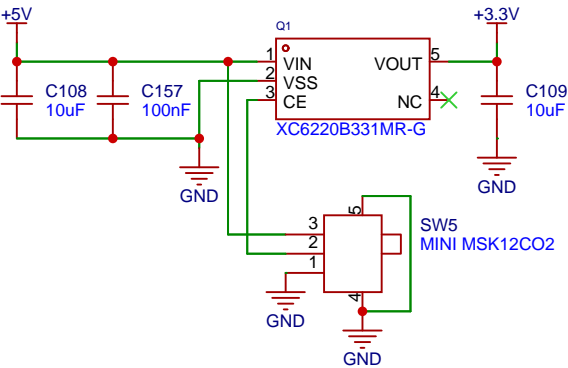 +5V
Q1
+3.3V
1
VIN
VOUT
5
2
VSS
3
CE
NC
4
C108
10uF
C157
100nF
C109
10uF
XC6220B331MR-G
GND
GND
5
SW5
MINI MSK12CO2
3
2
1
4
GND
GND